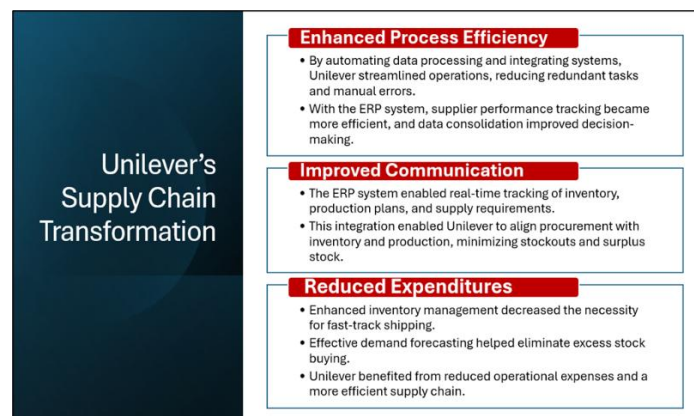 Unilever's
Supply Chain
Transformation
Enhanced Process Efficiency
• By automating data processing and integrating systems,
Unilever streamlined operations, reducing redundant tasks
and manual errors.
• With the ERP system, supplier performance tracking became
more efficient, and data consolidation improved decision-
making.
Improved Communication
• The ERP system enabled real-time tracking of inventory,
production plans, and supply requirements.
• This integration enabled Unilever to align procurement with
inventory and production, minimizing stockouts and surplus
stock.
Reduced Expenditures
• Enhanced inventory management decreased the necessity
for fast-track shipping.
• Effective demand forecasting helped eliminate excess stock
buying.
• Unilever benefited from reduced operational expenses and a
more efficient supply chain.